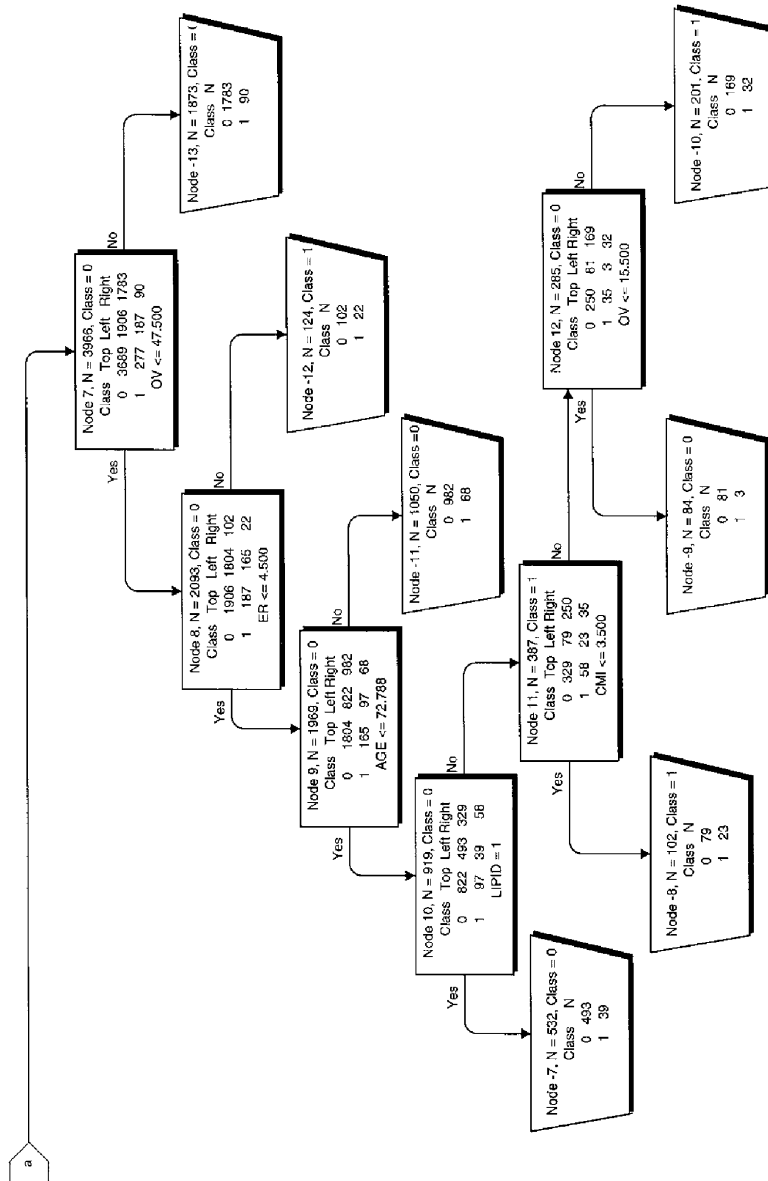 a
Node 7, N = 3966, Class = 0
Class Top Left Right
0 3689 1906 1783
1 277 187 90
OV <= 47.500
Yes
No
Node -13, N = 1873, Class = (
Class N
0 1783
1 90
Node 8, N = 2093, Class = 0
Class Top Left Right
0 1906 1804 102
1 187 165 22
ER <= 4.500
Yes
No
Node -12, N = 124, Class = 1
Class N
0 102
1 22
Node 9, N = 1969, Class = 0
Class Top Left Right
0 1804 822 982
1 165 97 68
AGE <= 72.788
Yes
No
Node -11, N = 1050, Class =0
Class N
0 982
1 68
Node 10, N = 919, Class = 0
Class Top Left Right
0 822 493 329
1 97 39 58
LIPID = 1
Yes
No
Node -7, N = 532, Class = 0
Class N
0 493
1 39
Node 11, N = 387, Class = 1
Class Top Left Right
0 329 79 250
1 58 23 35
CMI <= 3.500
Yes
No
Node -8, N = 102, Class = 1
Class N
0 79
1 23
Node 12, N = 285, Class = 0
Class Top Left Right
0 250 81 169
1 35 3 32
OV <= 15.500
Yes
No
Node -9, N = 84, Class = 0
Class N
0 81
1 3
Node -10, N = 201, Class = 1
Class N
0 169
1 32